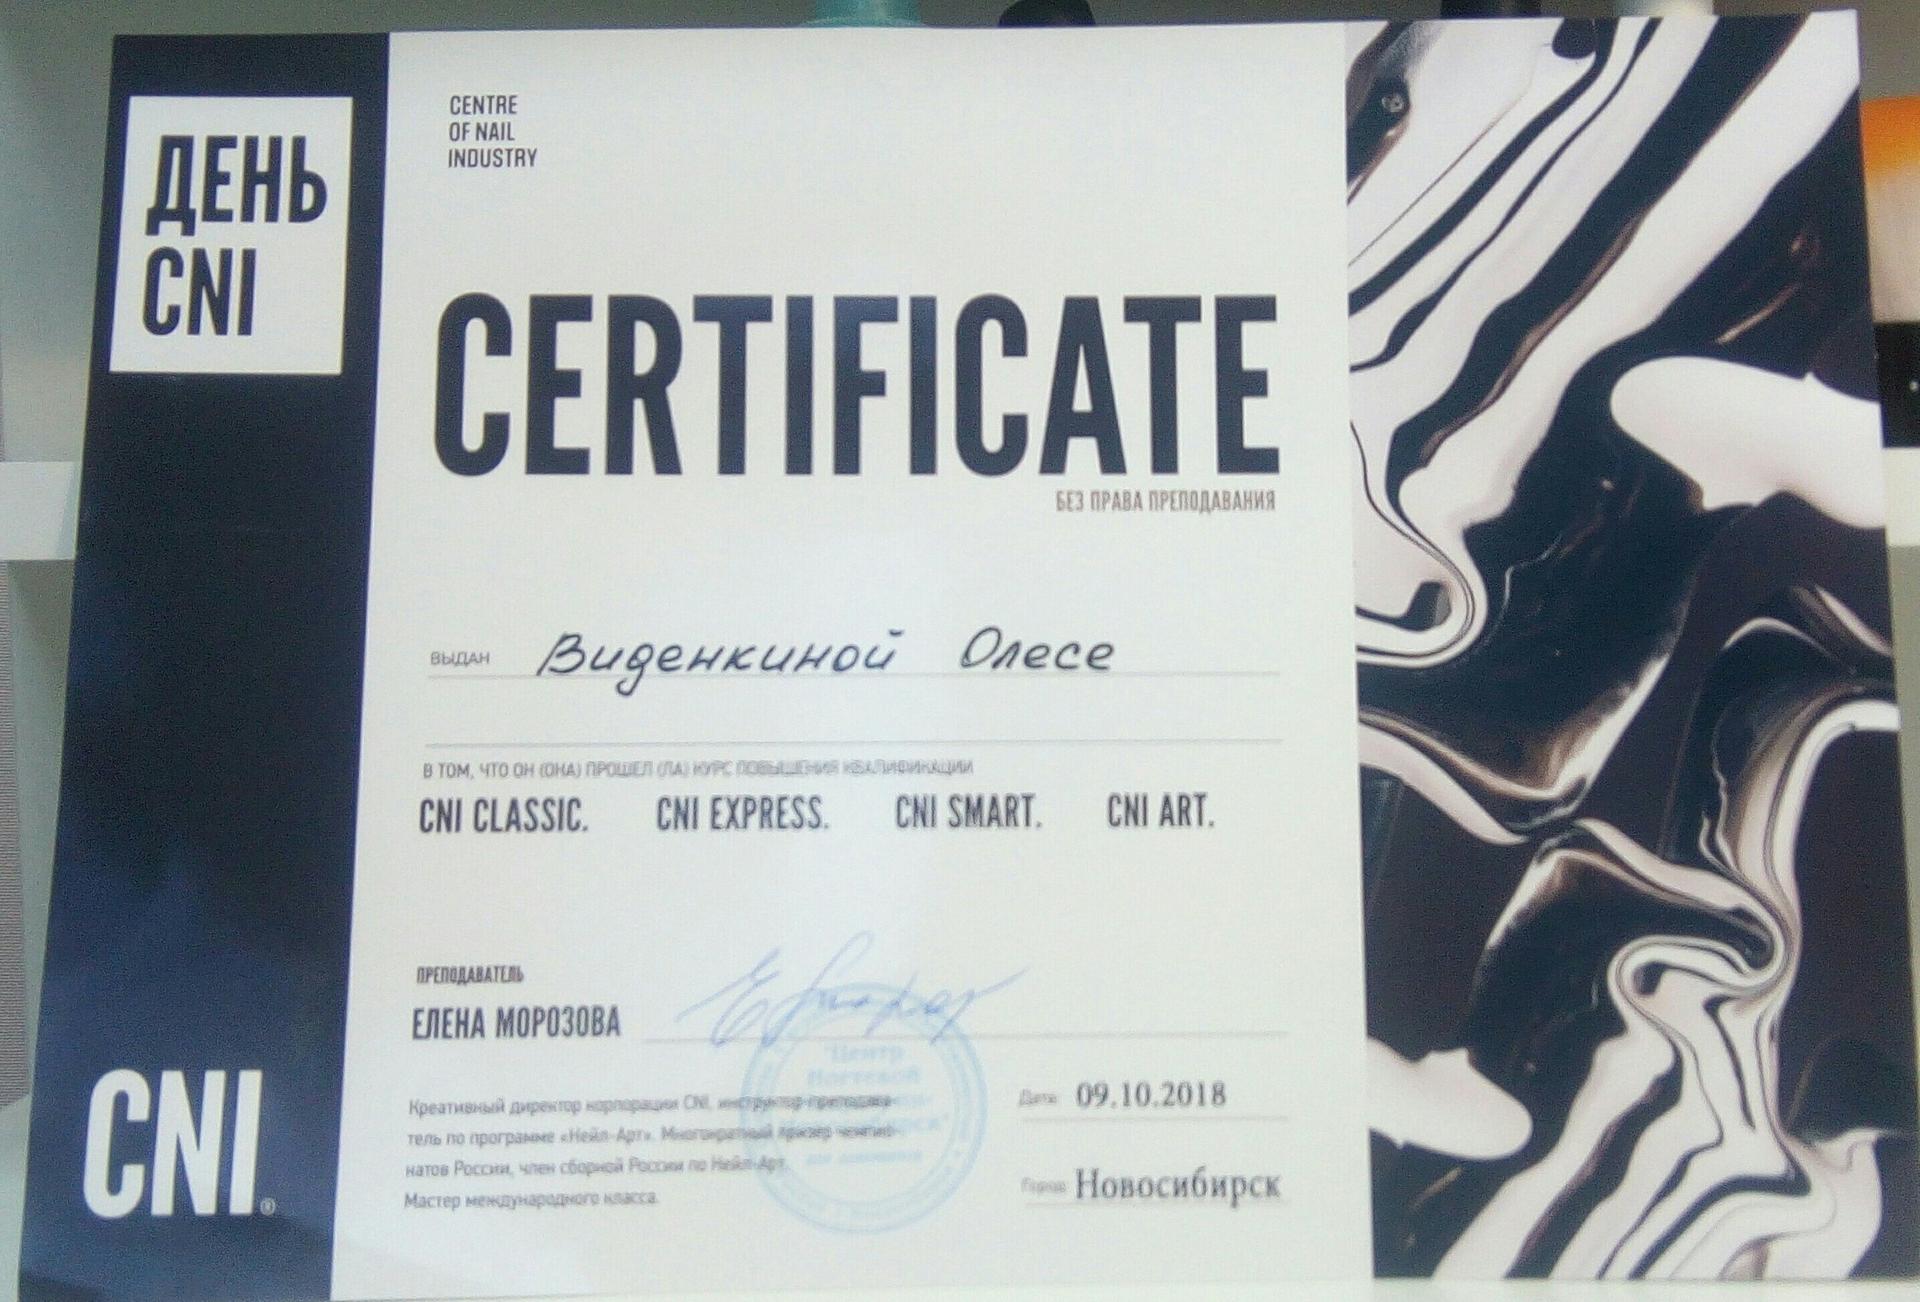 ДЕНЬ
CNI
CENTRE
OF NAIL
INDUSTRY
CERTIFICATE
БЕЗ ПРАВА ПРЕПОДАВАНИЯ
ВЫДАН Виденкиной Олесе
В ТОМ, ЧТО ОН (ОНА) ПРОШЕЛ (ЛА) КУРС ПОВЫШЕНИЯ КВАЛИФИКАЦИИ
CNI CLASSIC. CNI EXPRESS. CNI SMART. CNI ART.
ПРЕПОДАВАТЕЛЬ
ЕЛЕНА МОРОЗОВА
Креативный директор корпорации CNI, инструктор-преподава-
тель по программе «Нейл-Арт». Многократный призер чемпио-
натов России, член сборной России по Нейл-Арт.
Мастер международного класса.
"Центр
Ногтевой
Дата: 09.10.2018
Город: Новосибирск
CNI®